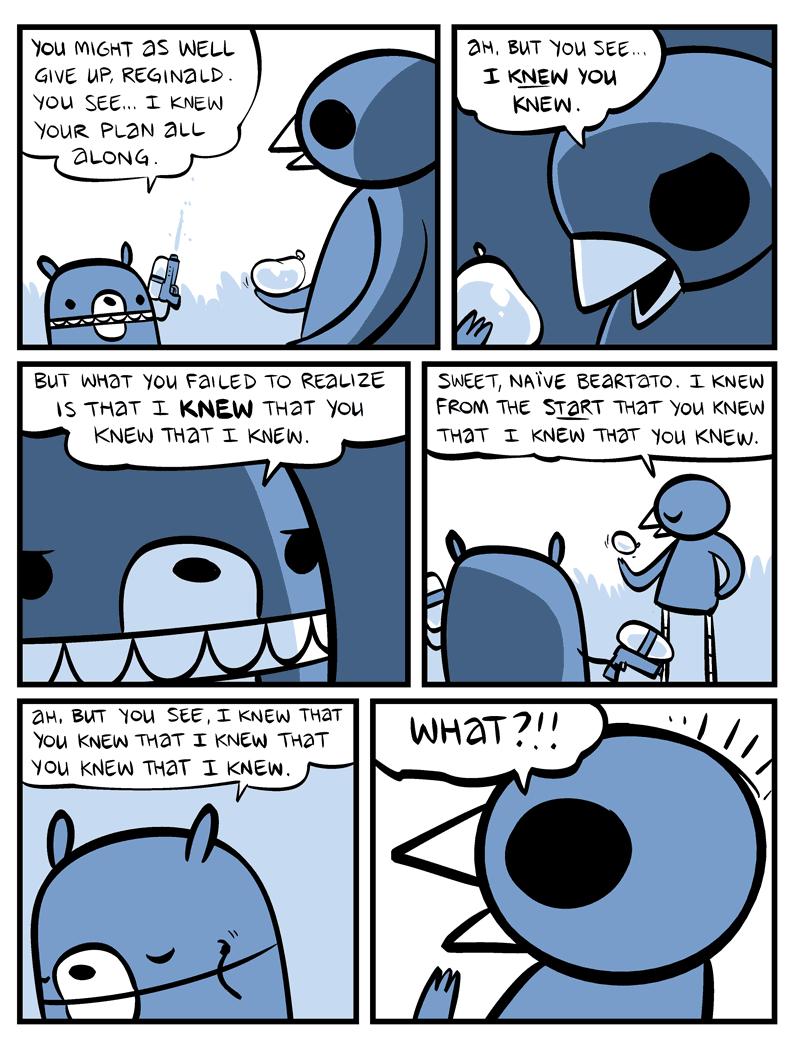 YOU MIGHT AS WELL
GIVE UP, REGINALD.
YOU SEE... I KNEW
YOUR PLAN ALL
ALONG.
AH, BUT YOU SEE...
I KNEW YOU
KNEW.
BUT WHAT YOU FAILED TO REALIZE
IS THAT I KNEW THAT YOU
KNEW THAT I KNEW.
SWEET, NAÏVE BEARTATO. I KNEW
FROM THE START THAT YOU KNEW
THAT I KNEW THAT YOU KNEW.
AH, BUT YOU SEE, I KNEW THAT
YOU KNEW THAT I KNEW THAT
YOU KNEW THAT I KNEW.
WHAT?!!